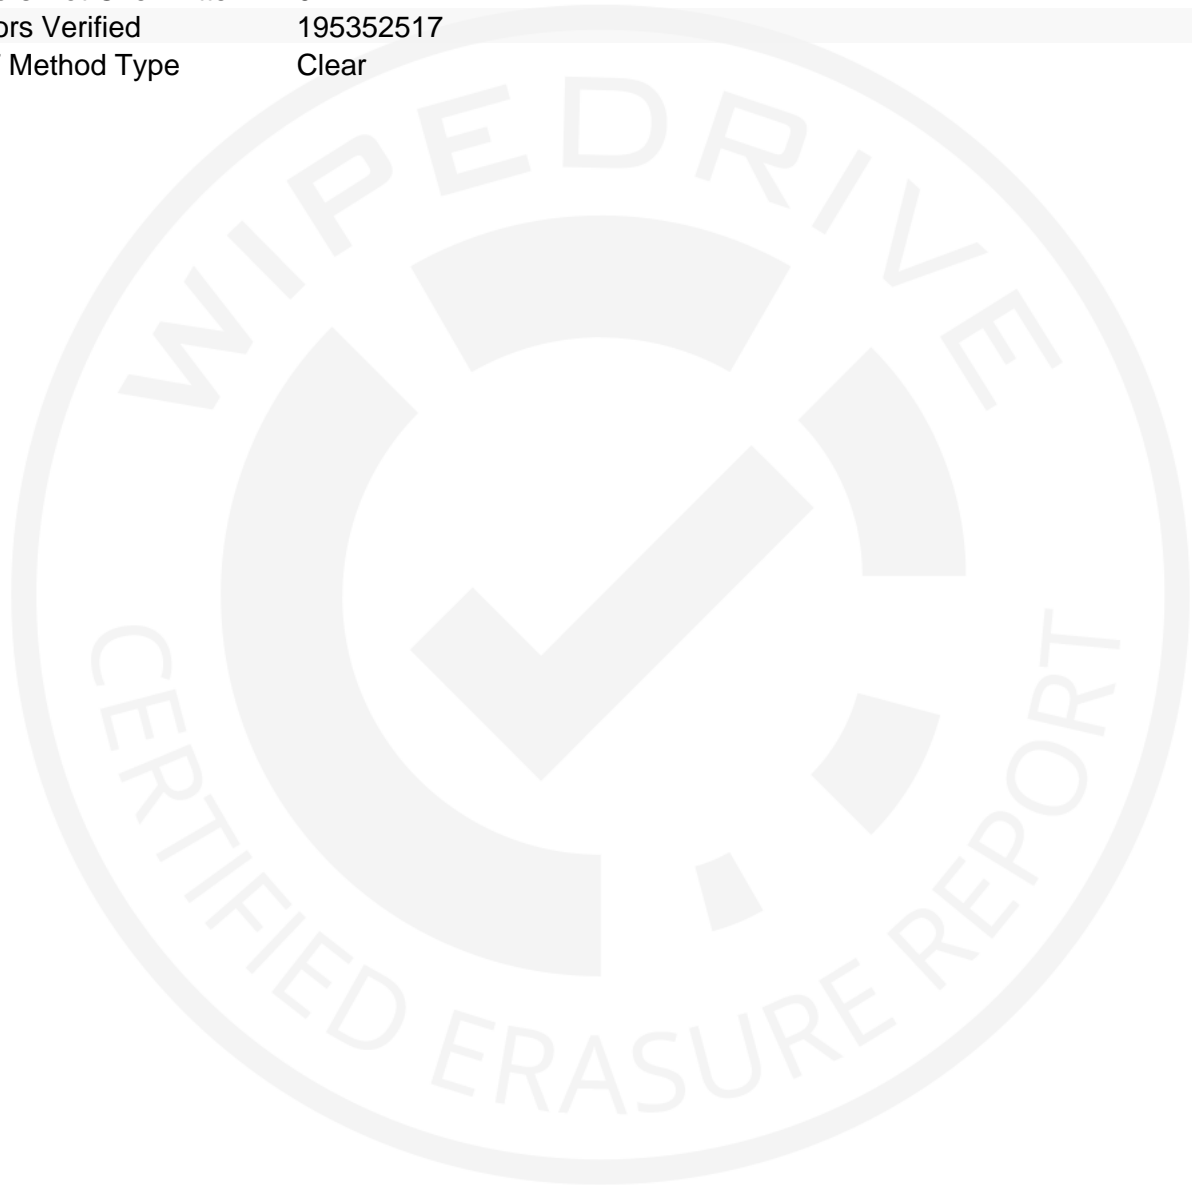 ors Verified 195352517
Method Type Clear
WIPEDRIVE
CERTIFIED ERASURE REPORT